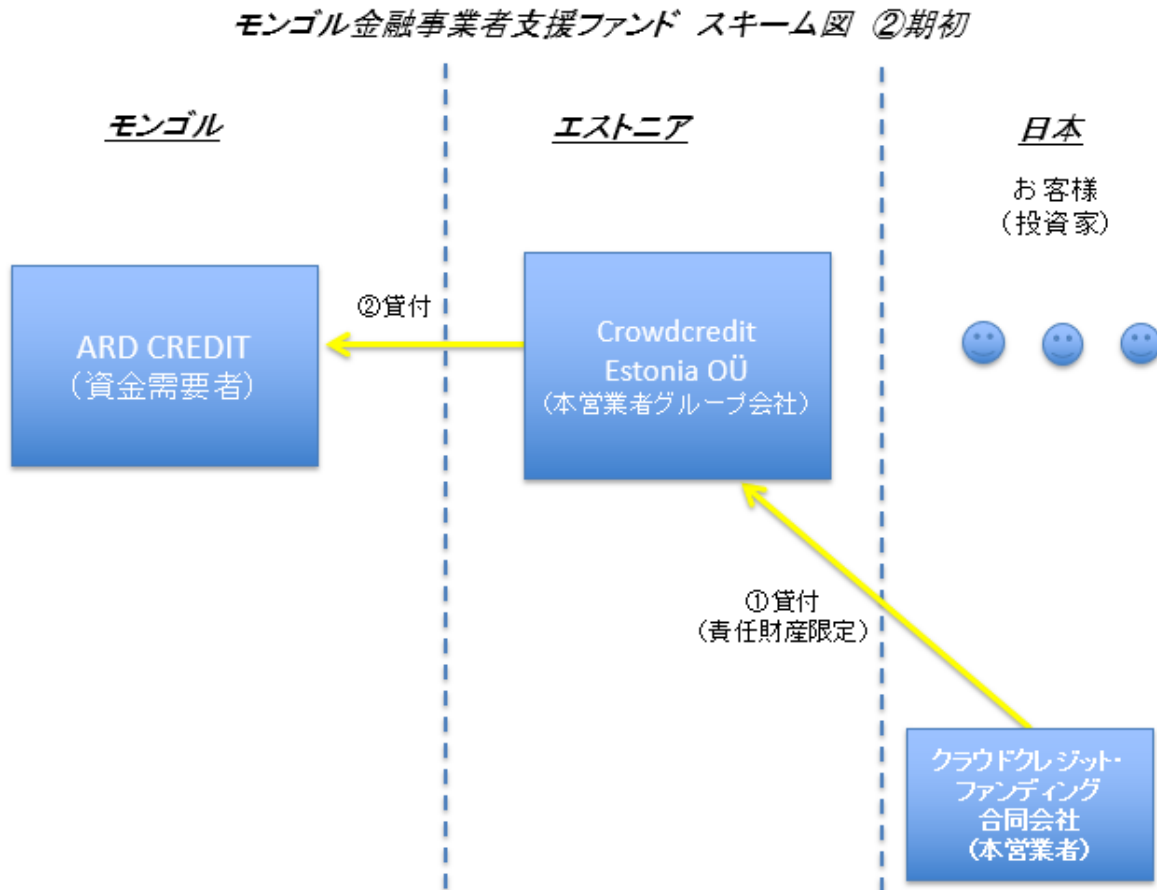 モンゴル金融事業者支援ファンド スキーム図 ②期初
モンゴル
エストニア
日本
お客様
（投資家）
ARD CREDIT
（資金需要者）
②貸付
Crowdcredit
Estonia OÜ
（本営業者グループ会社）
①貸付
（責任財産限定）
クラウドクレジット・
ファンディング
合同会社
（本営業者）